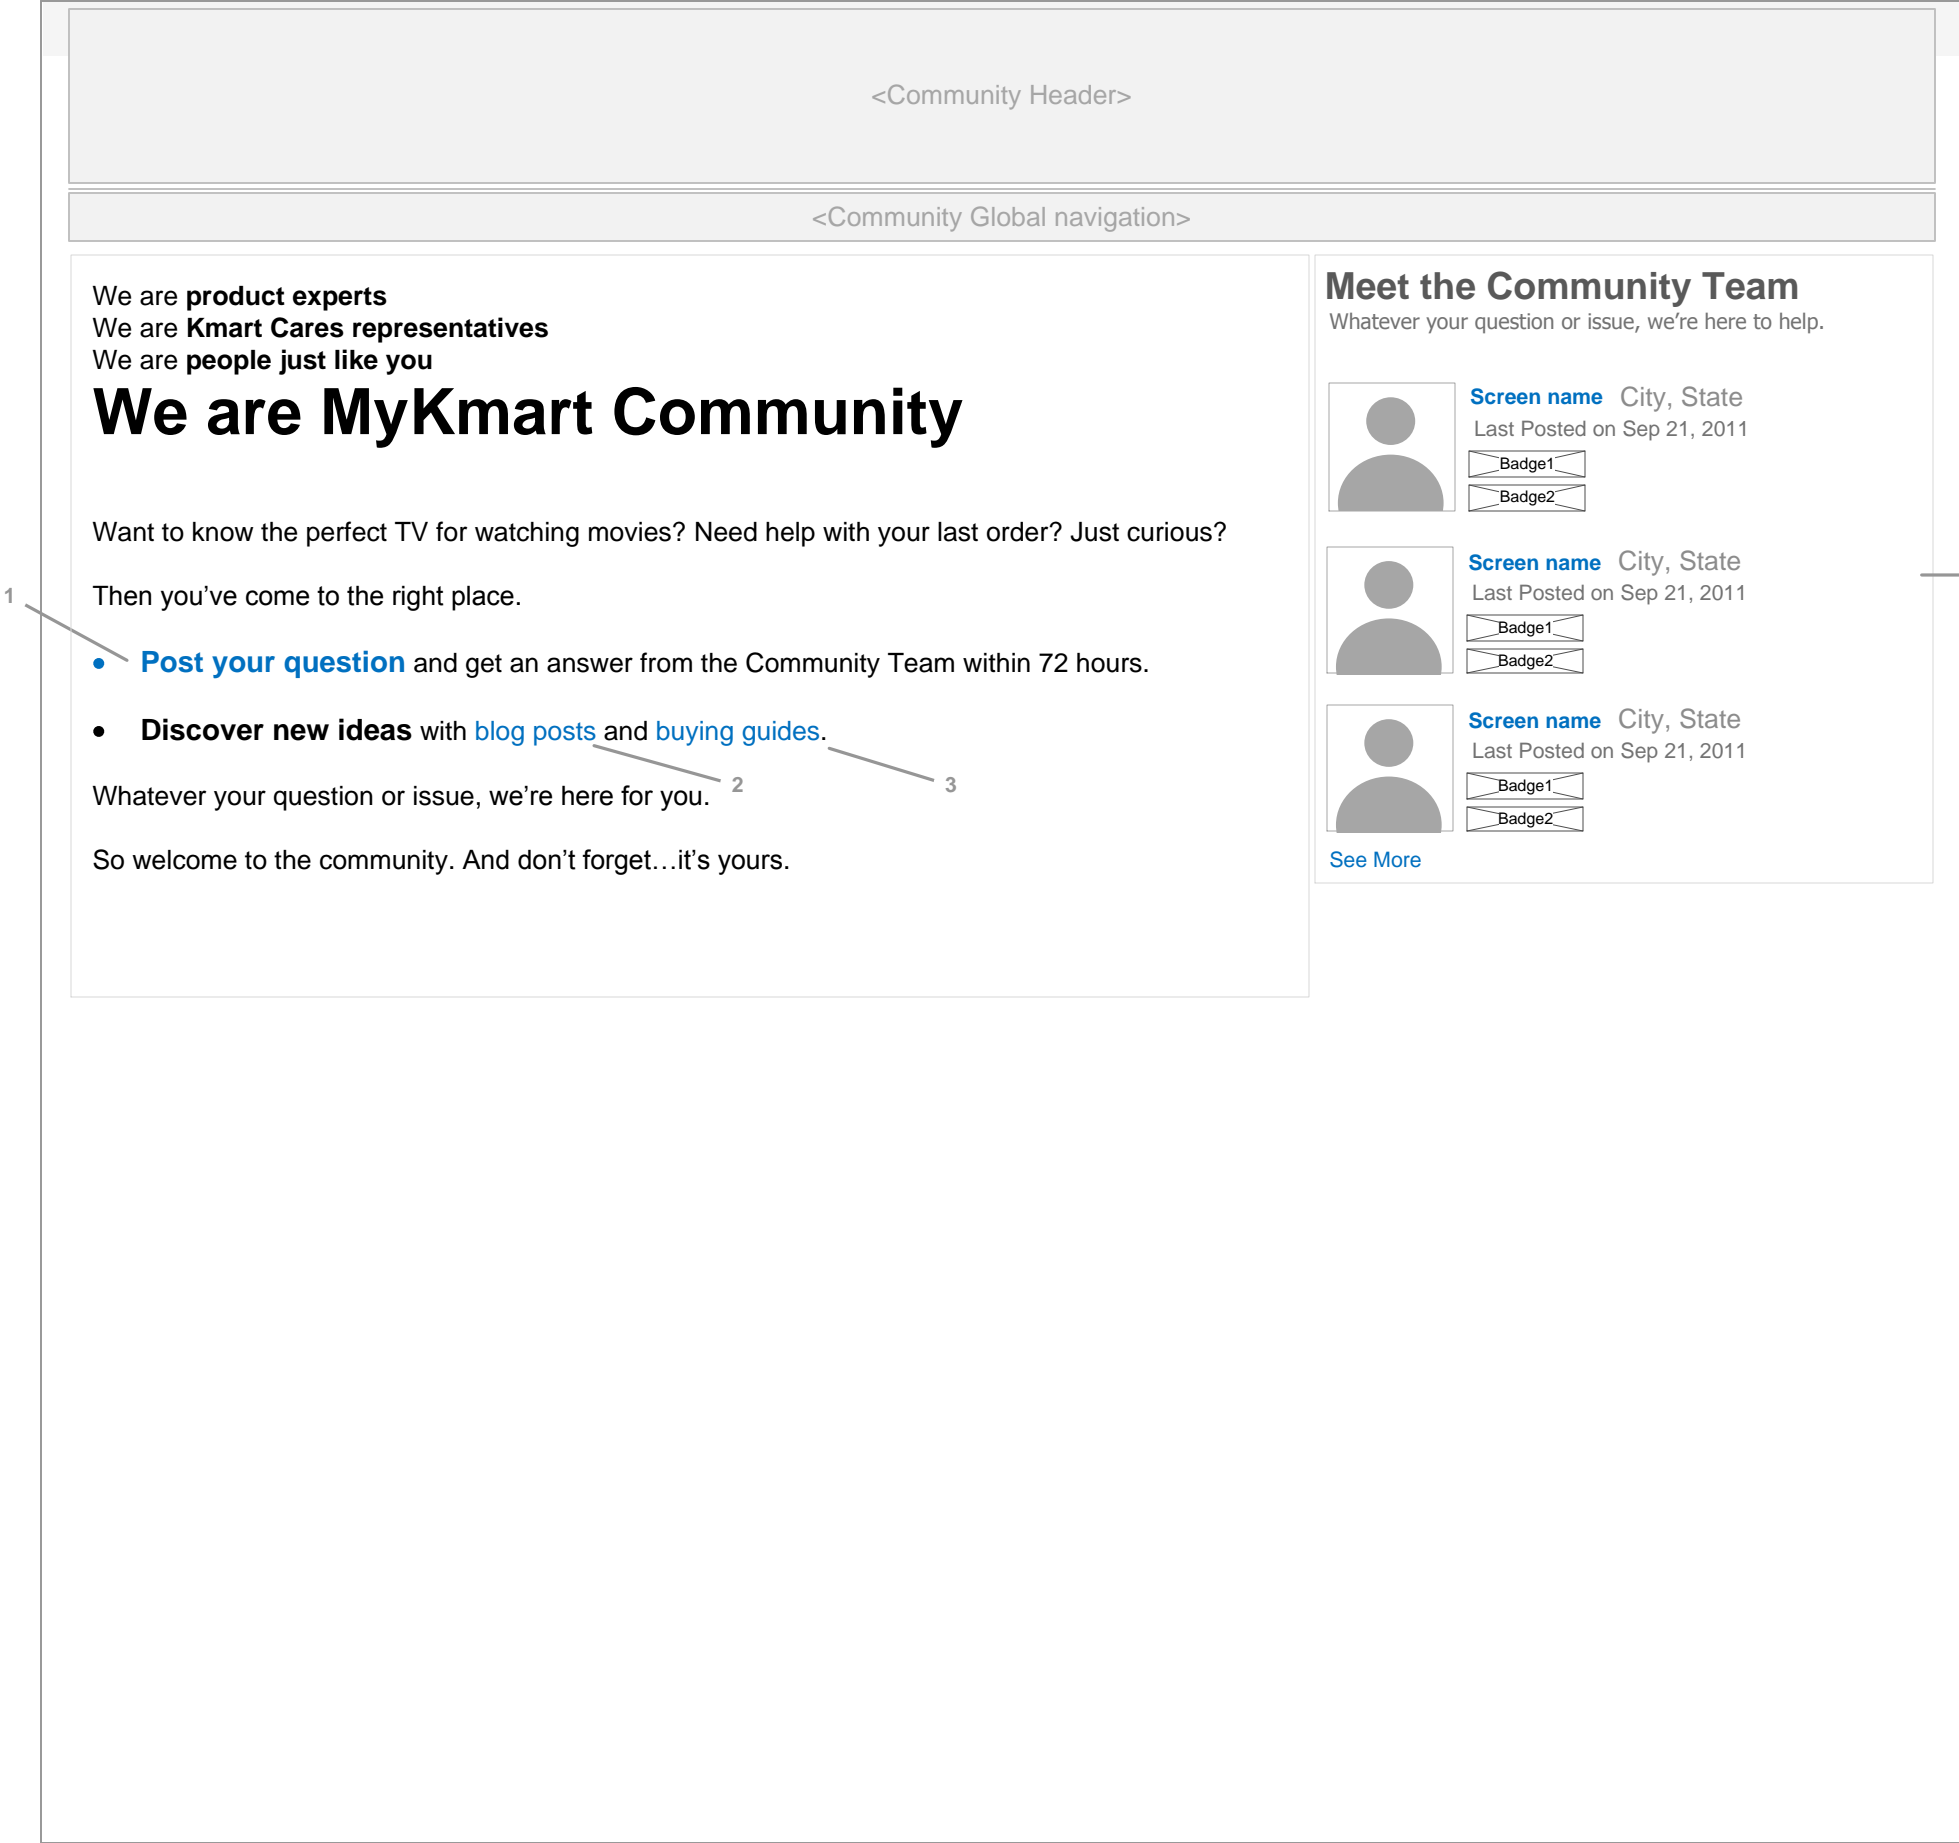 <Community Header>
<Community Global navigation>
We are product experts
We are Kmart Cares representatives
We are people just like you
We are MyKmart Community
Want to know the perfect TV for watching movies? Need help with your last order? Just curious?
Then you’ve come to the right place.
1
• Post your question and get an answer from the Community Team within 72 hours.
• Discover new ideas with blog posts and buying guides.
2
3
Whatever your question or issue, we’re here for you.
So welcome to the community. And don’t forget…it’s yours.
Meet the Community Team
Whatever your question or issue, we’re here to help.
Screen name City, State
Last Posted on Sep 21, 2011
Badge1
Badge2
Screen name City, State
Last Posted on Sep 21, 2011
Badge1
Badge2
Screen name City, State
Last Posted on Sep 21, 2011
Badge1
Badge2
See More